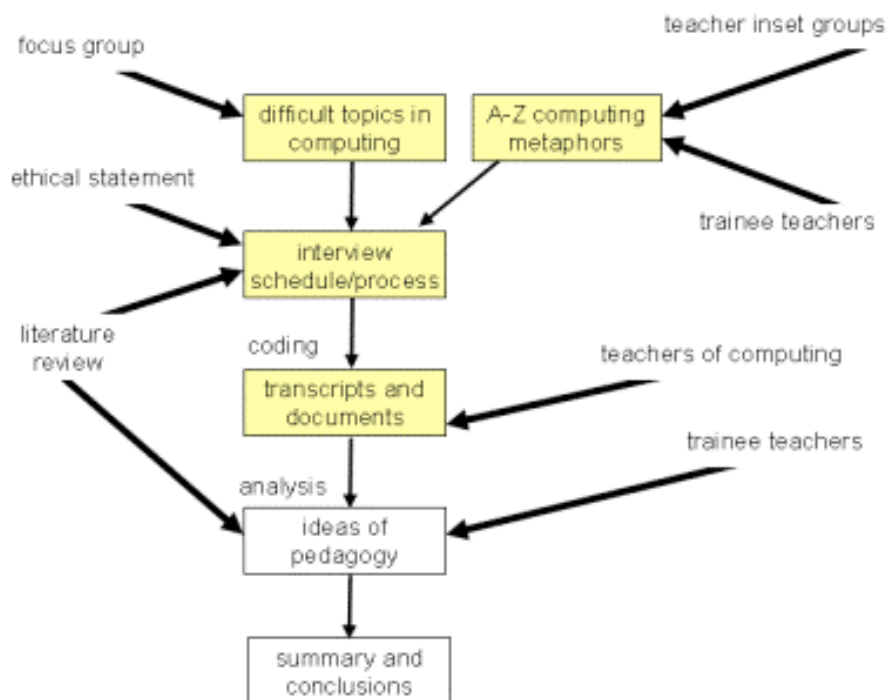 teacher inset groups
focus group
difficult topics in
computing
A-Z computing
metaphors
ethical statement
trainee teachers
interview
schedule/process
literature
review
coding
teachers of computing
transcripts and
documents
trainee teachers
analysis
ideas of
pedagogy
summary and
conclusions